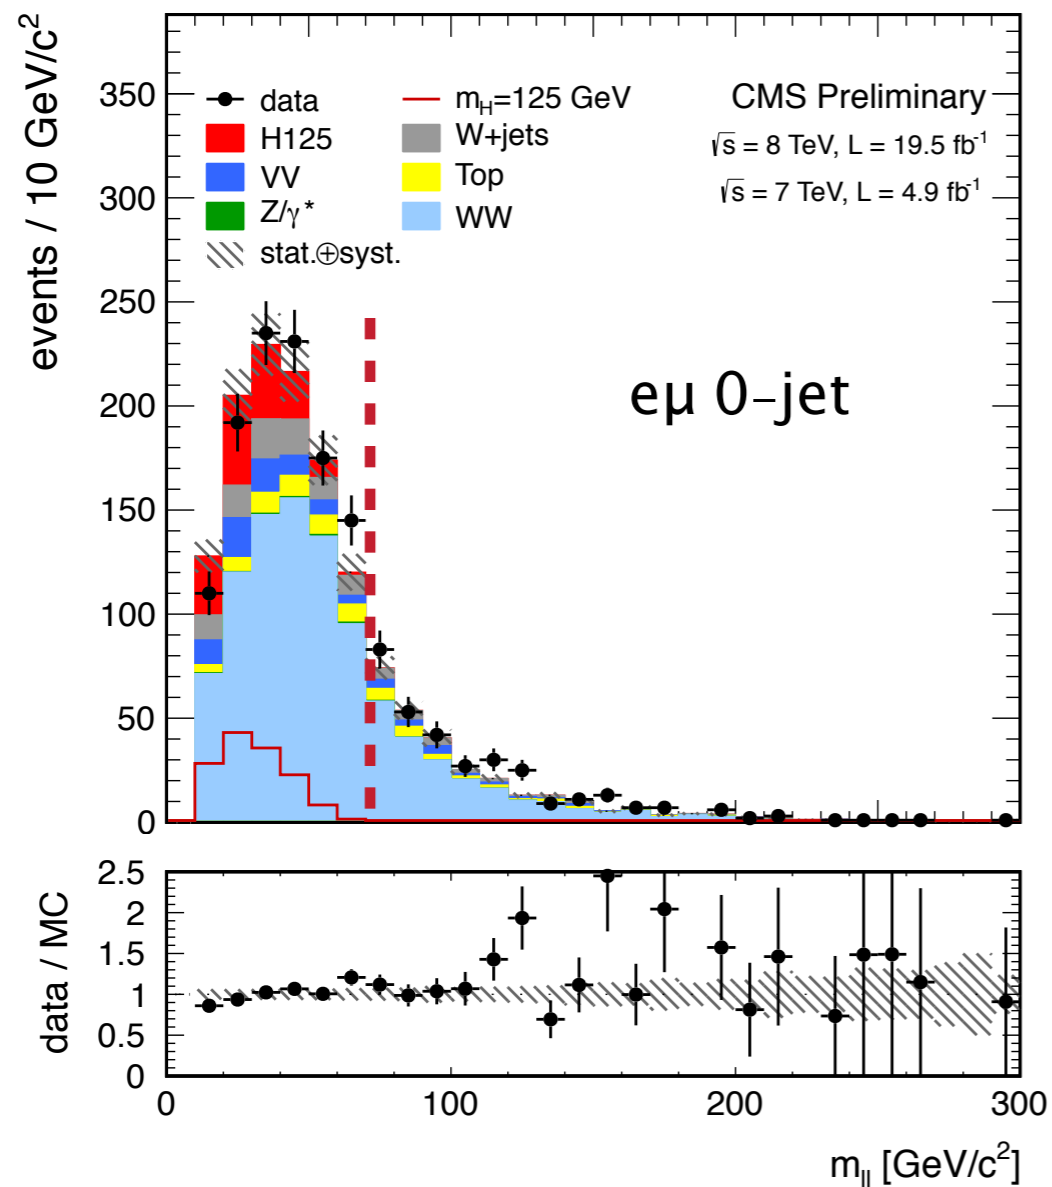 events / 10 GeV/c²
350
300
250
200
150
100
50
0
data
m_H=125 GeV
H125
W+jets
VV
Top
Z/γ*
WW
stat.⊕syst.
CMS Preliminary
√s = 8 TeV, L = 19.5 fb⁻¹
√s = 7 TeV, L = 4.9 fb⁻¹
eμ 0-jet
data / MC
2.5
2
1.5
1
0.5
0
0 100 200 300
m_ll [GeV/c²]